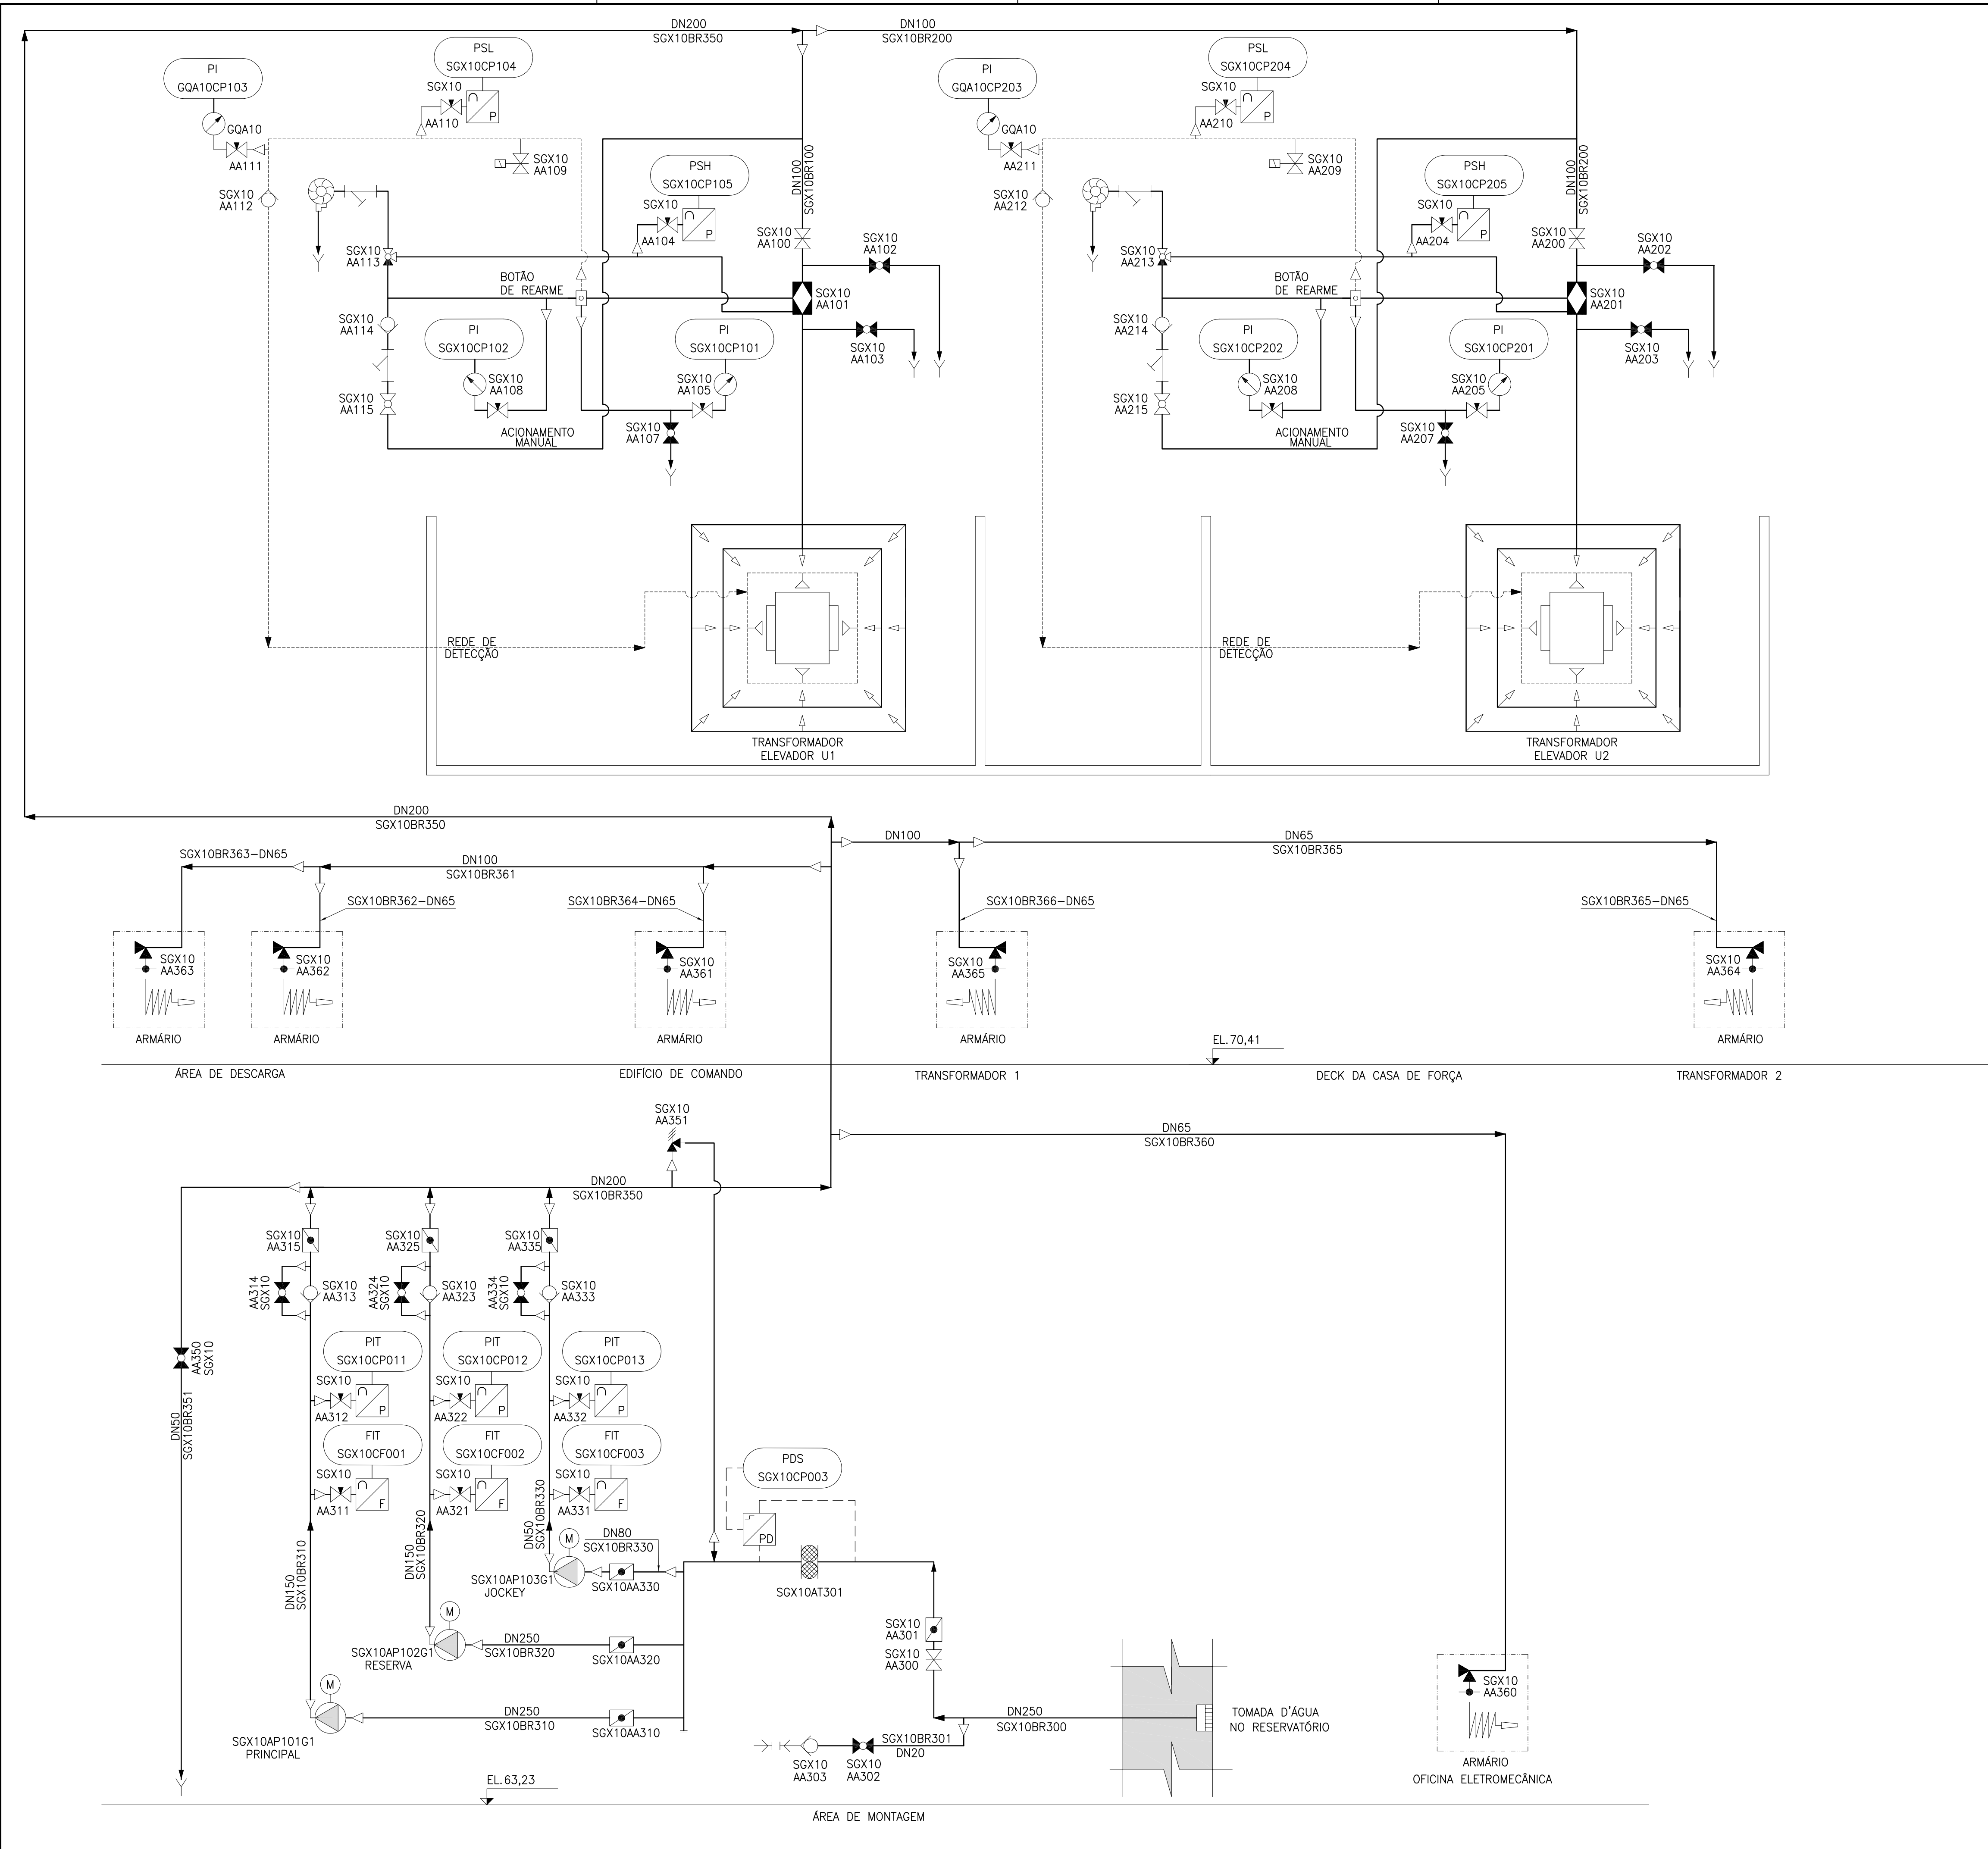 DN200
SGX10BR350
DN100
SGX10BR200
PI
GQA10CP103
PSL
SGX10CP104
SGX10
AA110
P
GQA10
AA111
SGX10
AA109
SGX10
AA112
PSH
SGX10CP105
SGX10
AA104
P
DN100
SGX10BR100
SGX10
AA100
SGX10
AA102
SGX10
AA113
BOTÃO
DE REARME
SGX10
AA101
SGX10
AA114
PI
SGX10CP102
PI
SGX10CP101
SGX10
AA103
SGX10
AA108
SGX10
AA105
SGX10
AA115
ACIONAMENTO
MANUAL
SGX10
AA107
REDE DE
DETECÇÃO
TRANSFORMADOR
ELEVADOR U1
PI
GQA10CP203
PSL
SGX10CP204
SGX10
AA210
P
GQA10
AA211
SGX10
AA209
SGX10
AA212
PSH
SGX10CP205
SGX10
AA204
P
DN100
SGX10BR200
SGX10
AA200
SGX10
AA202
SGX10
AA213
BOTÃO
DE REARME
SGX10
AA201
SGX10
AA214
PI
SGX10CP202
PI
SGX10CP201
SGX10
AA203
SGX10
AA208
SGX10
AA205
SGX10
AA215
ACIONAMENTO
MANUAL
SGX10
AA207
REDE DE
DETECÇÃO
TRANSFORMADOR
ELEVADOR U2
DN200
SGX10BR350
SGX10BR363-DN65
DN100
SGX10BR361
DN100
DN65
SGX10BR365
SGX10BR362-DN65
SGX10BR364-DN65
SGX10BR366-DN65
SGX10BR365-DN65
SGX10
AA363
SGX10
AA362
SGX10
AA361
SGX10
AA365
SGX10
AA364
ARMÁRIO
ARMÁRIO
ARMÁRIO
ARMÁRIO
ARMÁRIO
EL.70,41
ÁREA DE DESCARGA
EDIFÍCIO DE COMANDO
TRANSFORMADOR 1
DECK DA CASA DE FORÇA
TRANSFORMADOR 2
SGX10
AA351
DN65
SGX10BR360
DN200
SGX10BR350
SGX10
AA315
SGX10
AA325
SGX10
AA335
AA314
SGX10
SGX10
AA313
AA324
SGX10
SGX10
AA323
AA334
SGX10
SGX10
AA333
AA350
SGX10
DN50
SGX10BR351
PIT
SGX10CP011
PIT
SGX10CP012
PIT
SGX10CP013
SGX10
AA312
P
SGX10
AA322
P
SGX10
AA332
P
FIT
SGX10CF001
FIT
SGX10CF002
FIT
SGX10CF003
SGX10
AA311
F
SGX10
AA321
F
SGX10
AA331
F
PDS
SGX10CP003
PD
DN150
SGX10BR310
DN150
SGX10BR320
DN50
SGX10BR330
M
DN80
SGX10BR330
SGX10AP103G1
JOCKEY
SGX10AA330
SGX10AT301
M
SGX10AP102G1
RESERVA
DN250
SGX10BR320
SGX10AA320
SGX10
AA301
SGX10
AA300
M
SGX10AP101G1
PRINCIPAL
DN250
SGX10BR310
SGX10AA310
DN250
SGX10BR300
TOMADA D'ÁGUA
NO RESERVATÓRIO
SGX10BR301
DN20
SGX10
AA303
SGX10
AA302
SGX10
AA360
ARMÁRIO
OFICINA ELETROMECÂNICA
EL.63,23
ÁREA DE MONTAGEM